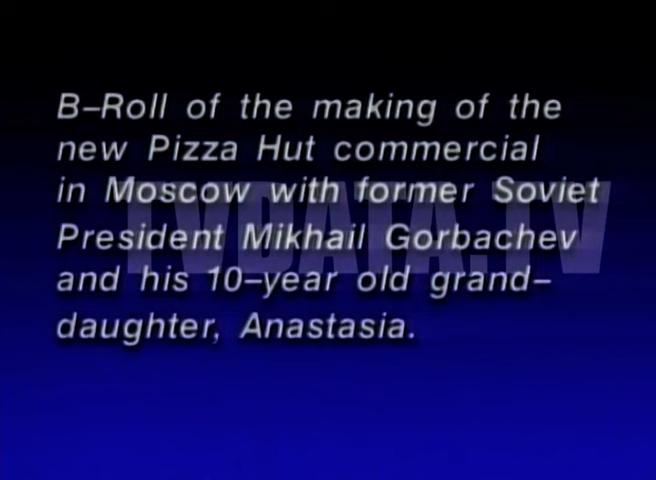 B–Roll of the making of the
new Pizza Hut commercial
in Moscow with former Soviet
President Mikhail Gorbachev
and his 10–year old grand–
daughter, Anastasia.
TVDATA.TV